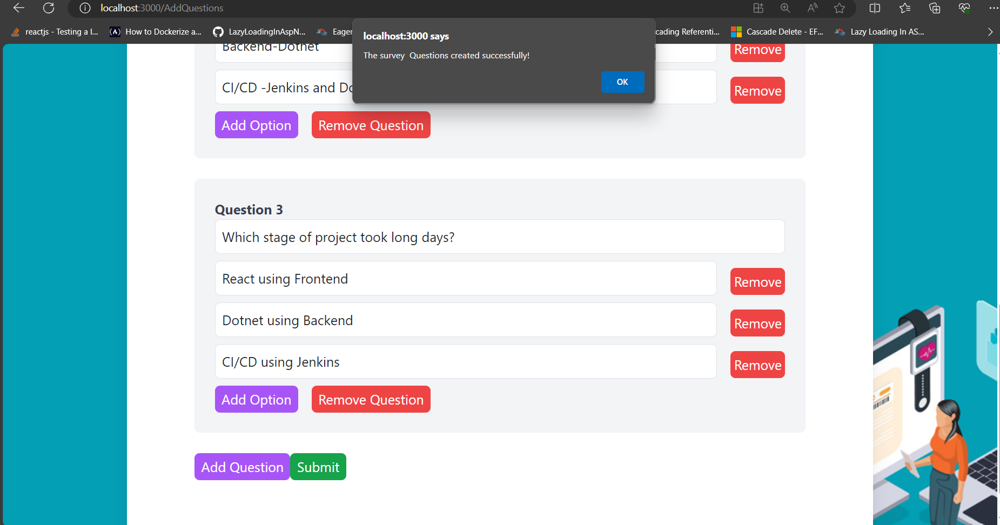 localhost:3000/AddQuestions
reactjs - Testing a l... How to Dockerize a... LazyLoadingInAspN... Eager scading Referenti... Cascade Delete - EF... Lazy Loading In AS...
localhost:3000 says
The survey  Questions created successfully!
OK
Backend-Dotnet
Remove
CI/CD -Jenkins and Do
Remove
Add Option Remove Question
Question 3
Which stage of project took long days?
React using Frontend
Remove
Dotnet using Backend
Remove
CI/CD using Jenkins
Remove
Add Option Remove Question
Add Question Submit